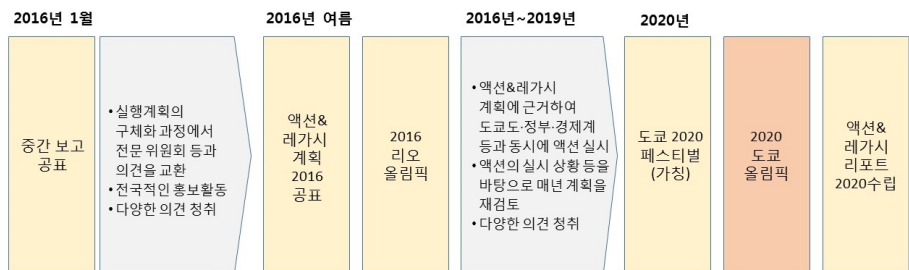 2016년 1월
2016년 여름
2016년~2019년
2020년
중간 보고
공표
• 실행계획의
구체화 과정에서
전문 위원회 등과
의견을 교환
• 전국적인 홍보활동
• 다양한 의견 청취
액션&
레가시
계획
2016
공표
2016
리오
올림픽
• 액션&레가시
계획에 근거하여
도쿄도·정부·경제계
등과 동시에 액션 실시
• 액션의 실시 상황 등을
바탕으로 매년 계획을
재검토
• 다양한 의견 청취
도쿄 2020
페스티벌
(가칭)
2020
도쿄
올림픽
액션&
레가시
리포트
2020수립